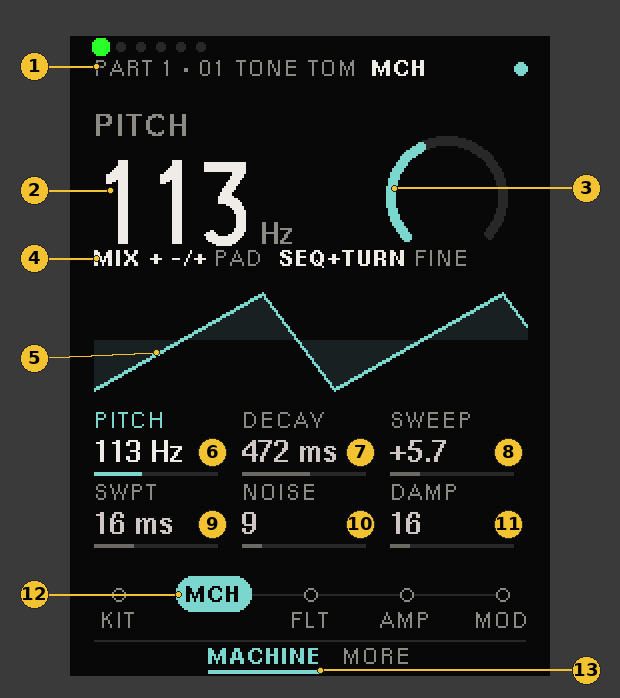 1 PART 1 · 01 TONE TOM MCH
PITCH
2 113 Hz 3
4 MIX + -/+ PAD SEQ+TURN FINE
5
PITCH DECAY SWEEP
113 Hz 6 472 ms 7 +5.7 8
SWPT NOISE DAMP
16 ms 9 9 10 16 11
12 MCH
KIT FLT AMP MOD
MACHINE MORE
13